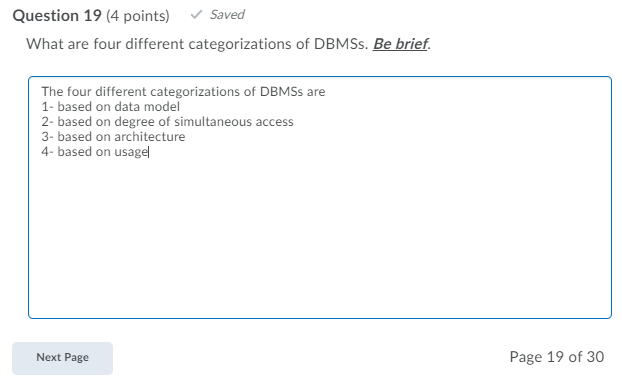 Question 19 (4 points) ✓ Saved
What are four different categorizations of DBMSs. Be brief.
The four different categorizations of DBMSs are
1- based on data model
2- based on degree of simultaneous access
3- based on architecture
4- based on usage
Next Page
Page 19 of 30